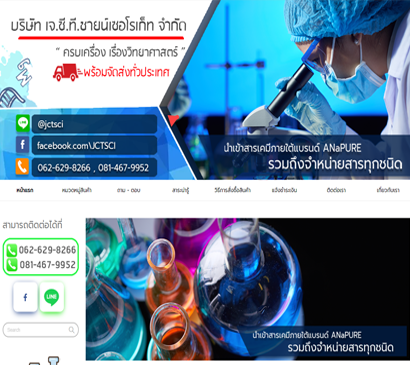 บริษัท เจ.ซี.ที.ซายน์เซอโรเก็ท จำกัด
“ ครบเครื่อง เรื่องวิทยาศาสตร์ ”
พร้อมจัดส่งทั่วประเทศ
@jctsci
facebook.com\JCTSCI
062-629-8266 , 081-467-9952
นำเข้าสารเคมีภายใต้แบรนด์ ANaPURE
รวมถึงจำหน่ายสารทุกชนิด
หน้าแรก หมวดหมู่สินค้า ถาม - ตอบ สาระน่ารู้ วิธีการสั่งซื้อสินค้า แจ้งชำระเงิน ติดต่อเรา เกี่ยวกับเรา
สามารถติดต่อได้ที่
062-629-8266
081-467-9952
LINE
Search
นำเข้าสารเคมีภายใต้แบรนด์ ANaPURE
รวมถึงจำหน่ายสารทุกชนิด